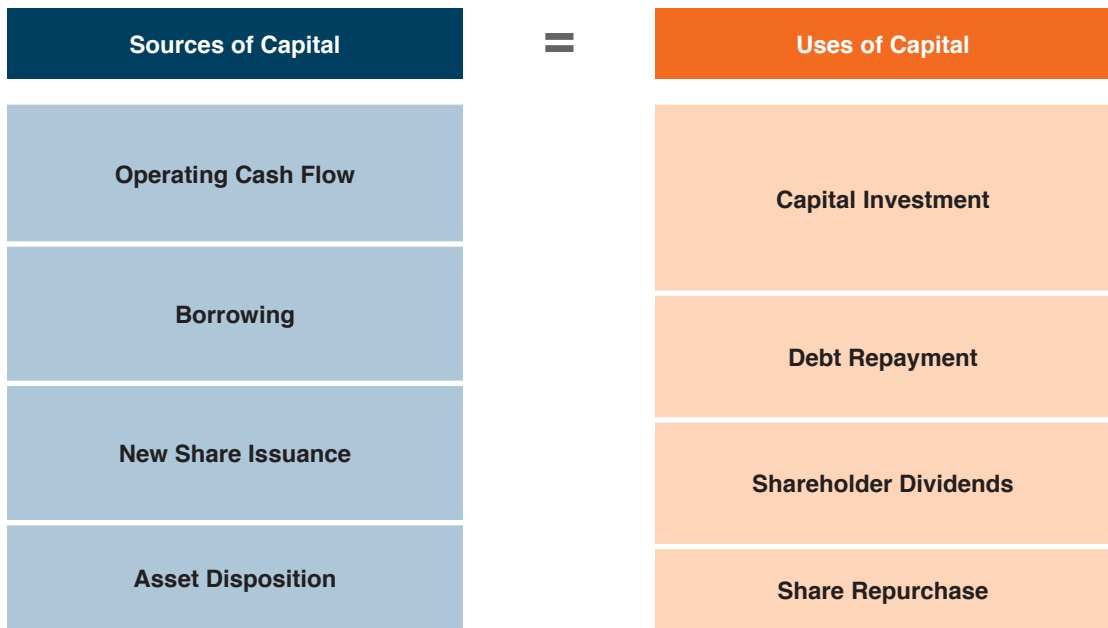 Sources of Capital
=
Uses of Capital
Operating Cash Flow
Borrowing
New Share Issuance
Asset Disposition
Capital Investment
Debt Repayment
Shareholder Dividends
Share Repurchase